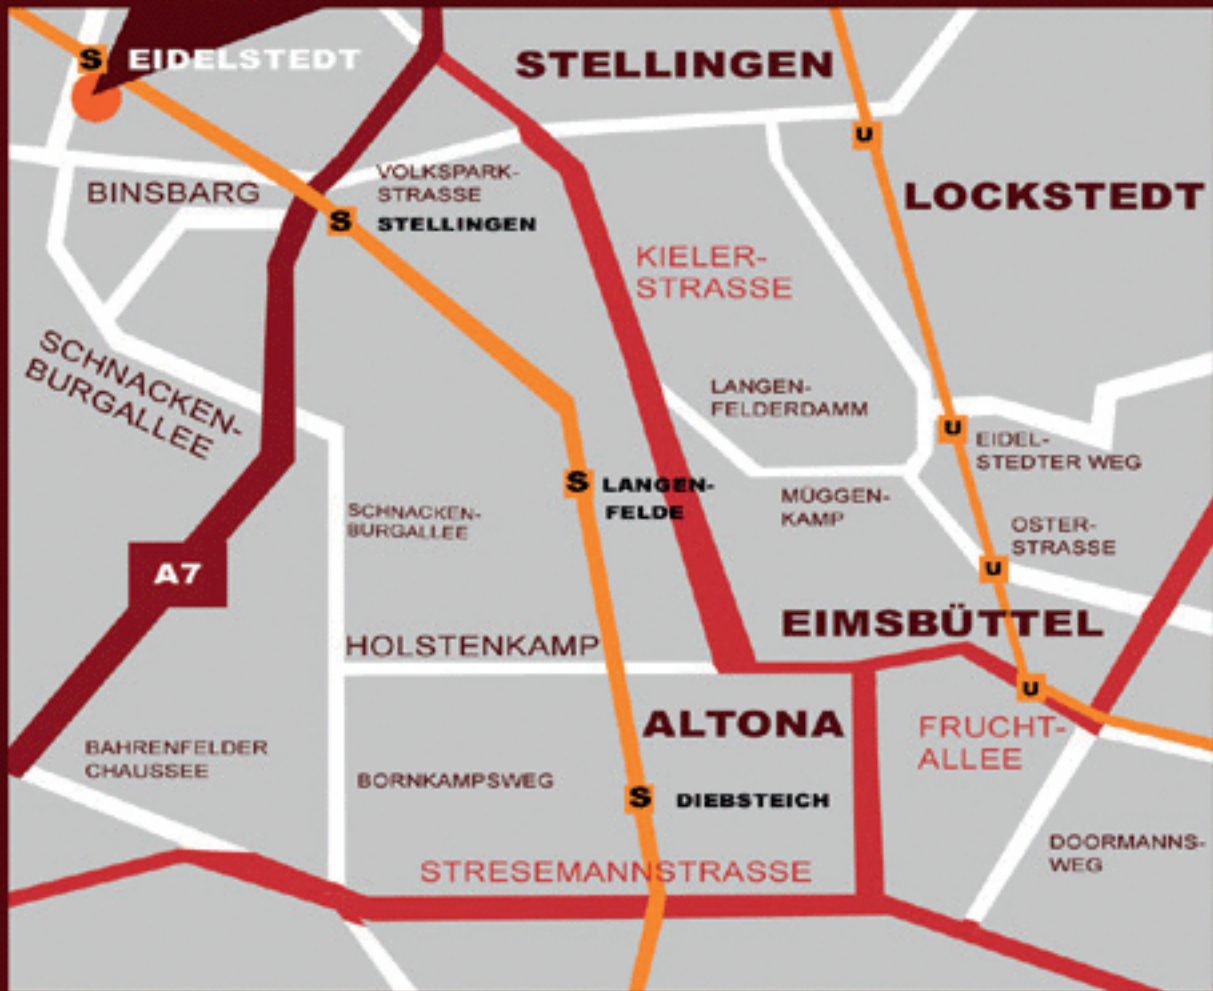 S EIDELSTEDT
STELLINGEN
U
VOLKSPARK-
STRASSE
BINSBARG
LOCKSTEDT
S STELLINGEN
KIELER-
STRASSE
SCHNACKEN-
BURGALLEE
LANGEN-
FELDERDAMM
U
EIDEL-
STEDTER WEG
S LANGEN-
FELDE
MÜGGEN-
KAMP
SCHNACKEN-
BURGALLEE
OSTER-
STRASSE
U
A7
EIMSBÜTTEL
HOLSTENKAMP
U
ALTONA
FRUCHT-
ALLEE
BAHRENFELDER
CHAUSSEE
BORNKAMPSWEG
S DIEBSTEICH
DOORMANNS-
WEG
STRESEMANNSTRASSE